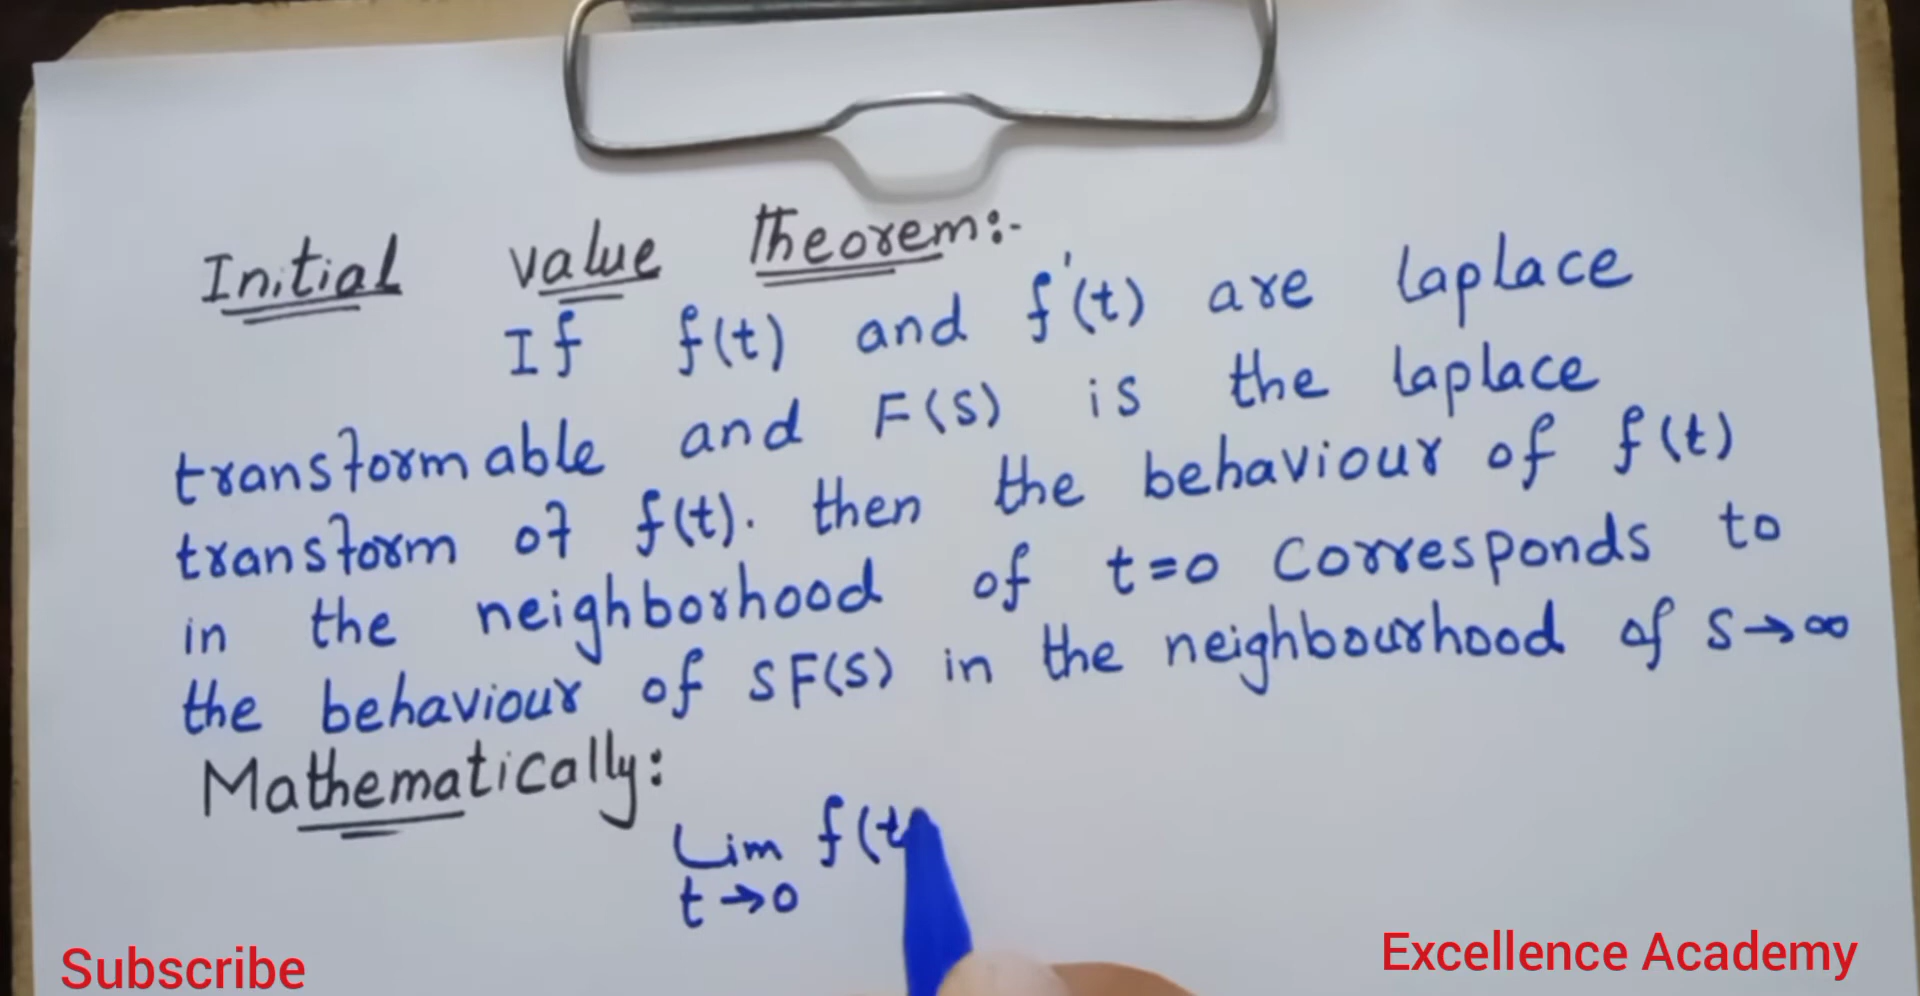 Initial value theorem:-
If f(t) and f'(t) are laplace
transformable and F(s) is the laplace
transform of f(t). then the behaviour of f(t)
in the neighborhood of t=0 corresponds to
the behaviour of sF(s) in the neighbourhood of s→∞
Mathematically:
Lim f(t
t→0
Subscribe
Excellence Academy